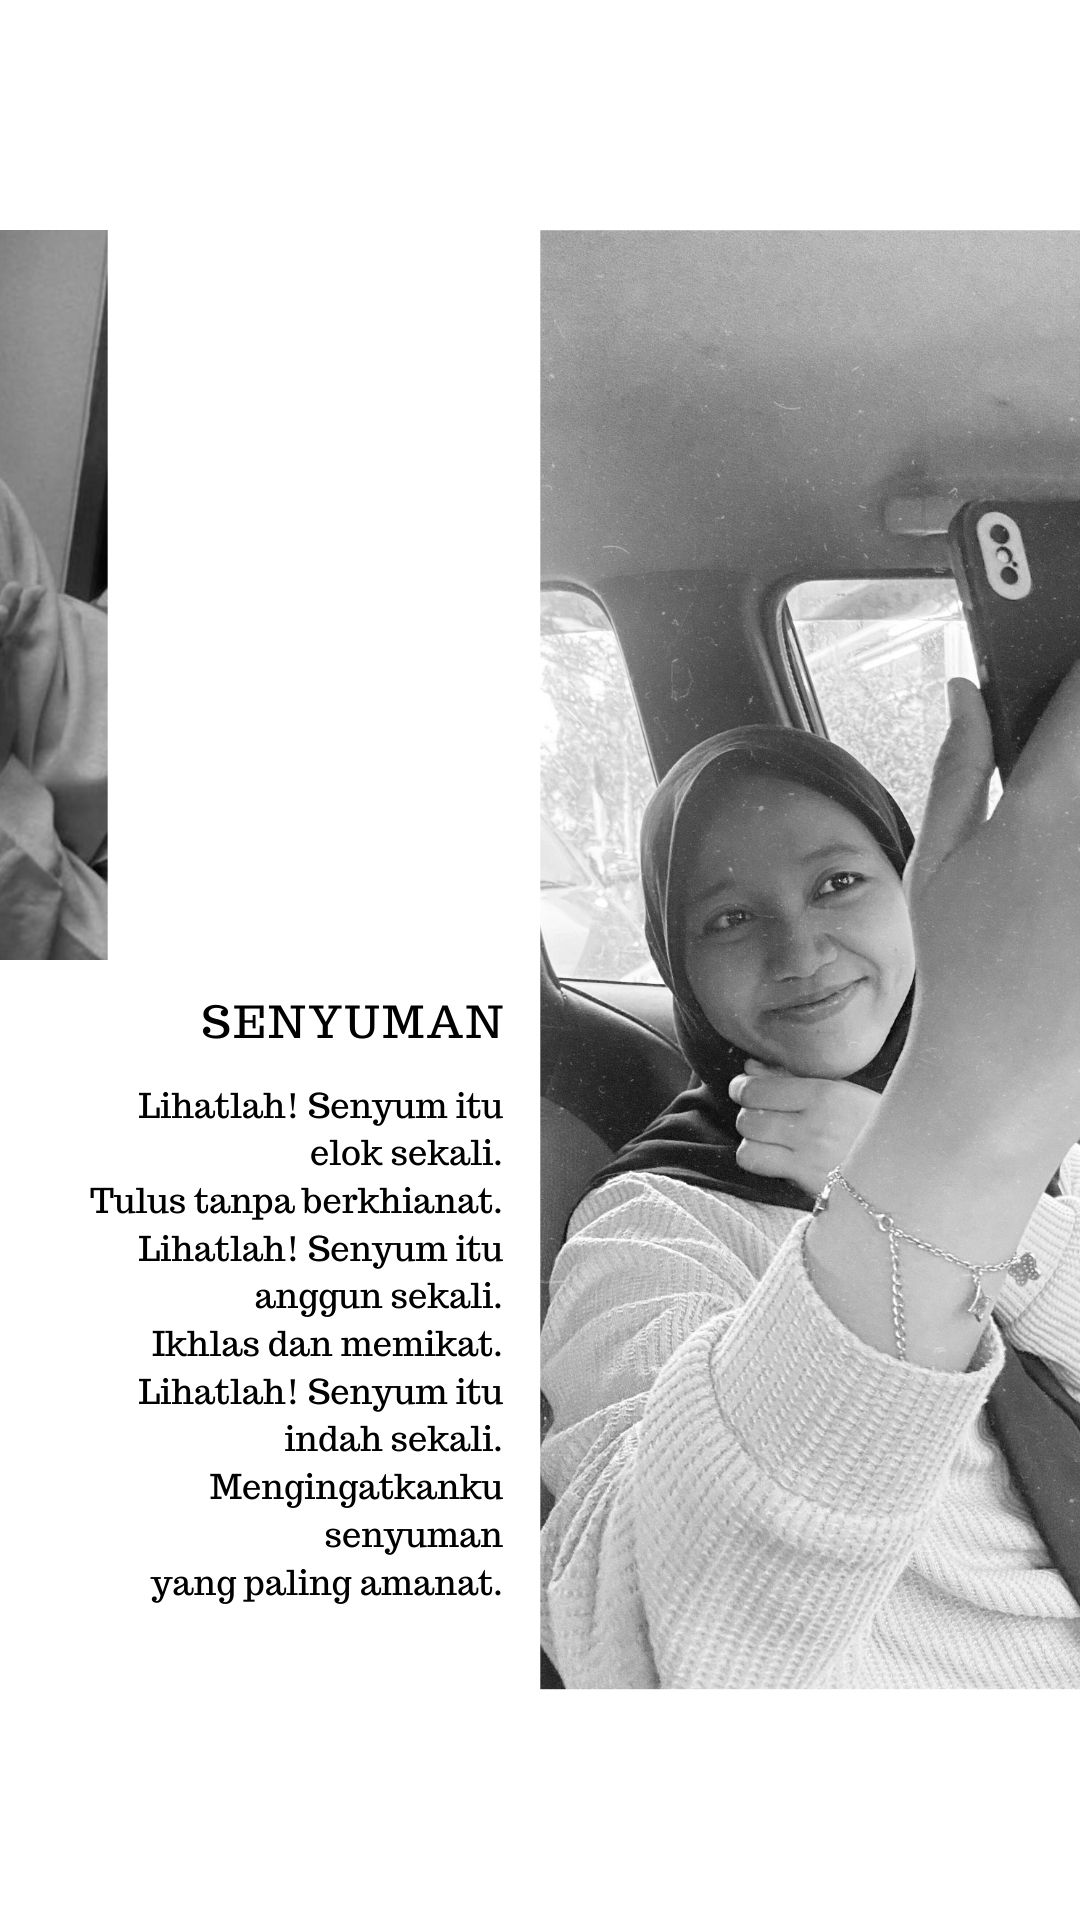 SENYUMAN
Lihatlah! Senyum itu
elok sekali.
Tulus tanpa berkhianat.
Lihatlah! Senyum itu
anggun sekali.
Ikhlas dan memikat.
Lihatlah! Senyum itu
indah sekali.
Mengingatkanku
senyuman
yang paling amanat.